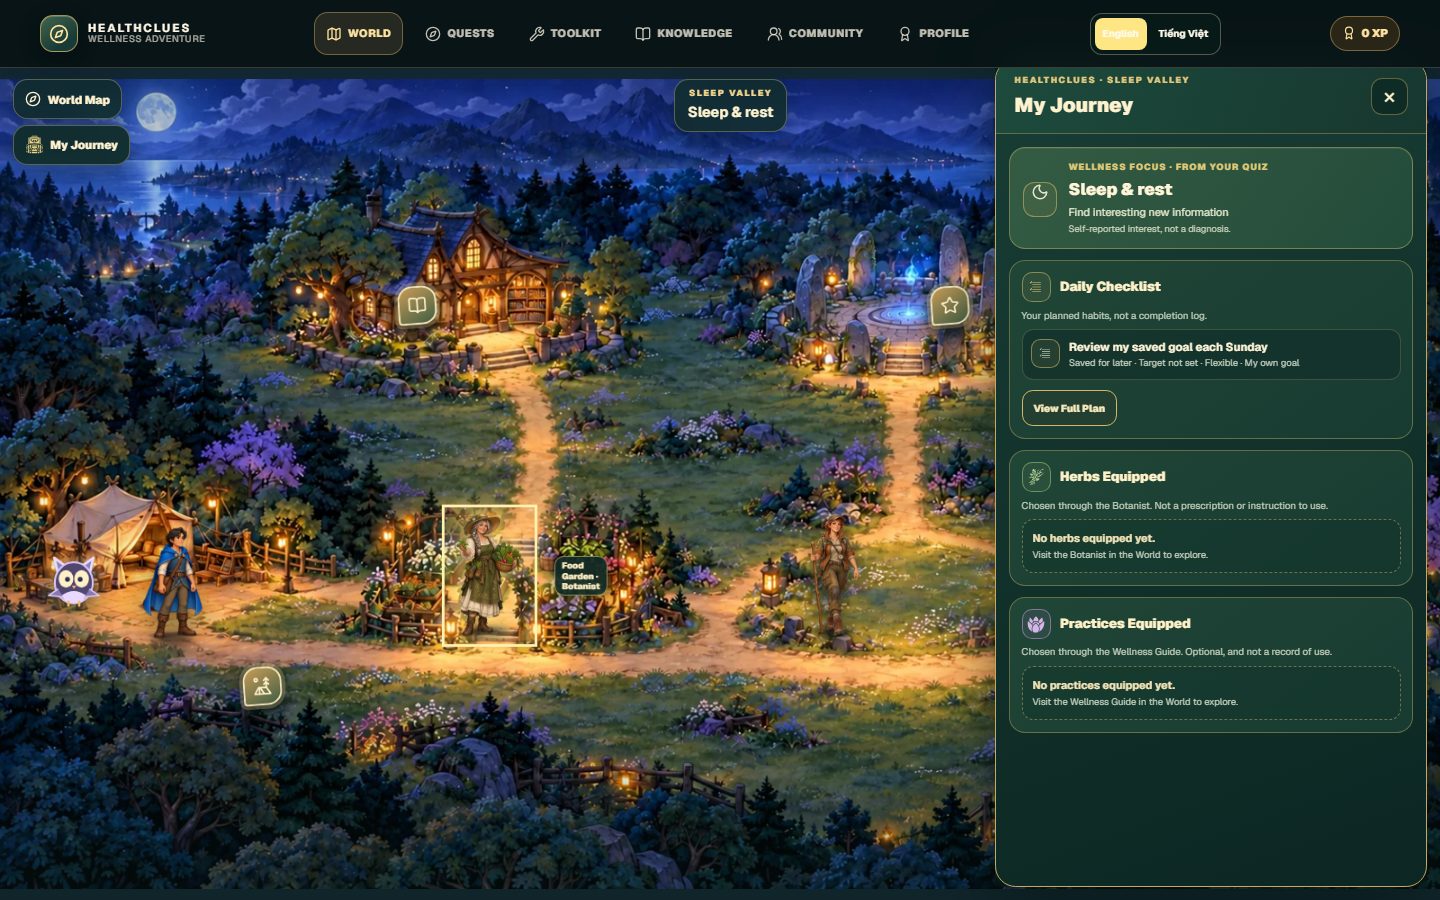 HEALTHCLUES
WELLNESS ADVENTURE
WORLD
QUESTS
TOOLKIT
KNOWLEDGE
COMMUNITY
PROFILE
English
Tiếng Việt
0 XP
World Map
My Journey
SLEEP VALLEY
Sleep & rest
Food
Garden ·
Botanist
HEALTHCLUES · SLEEP VALLEY
My Journey
WELLNESS FOCUS · FROM YOUR QUIZ
Sleep & rest
Find interesting new information
Self-reported interest, not a diagnosis.
Daily Checklist
Your planned habits, not a completion log.
Review my saved goal each Sunday
Saved for later · Target not set · Flexible · My own goal
View Full Plan
Herbs Equipped
Chosen through the Botanist. Not a prescription or instruction to use.
No herbs equipped yet.
Visit the Botanist in the World to explore.
Practices Equipped
Chosen through the Wellness Guide. Optional, and not a record of use.
No practices equipped yet.
Visit the Wellness Guide in the World to explore.